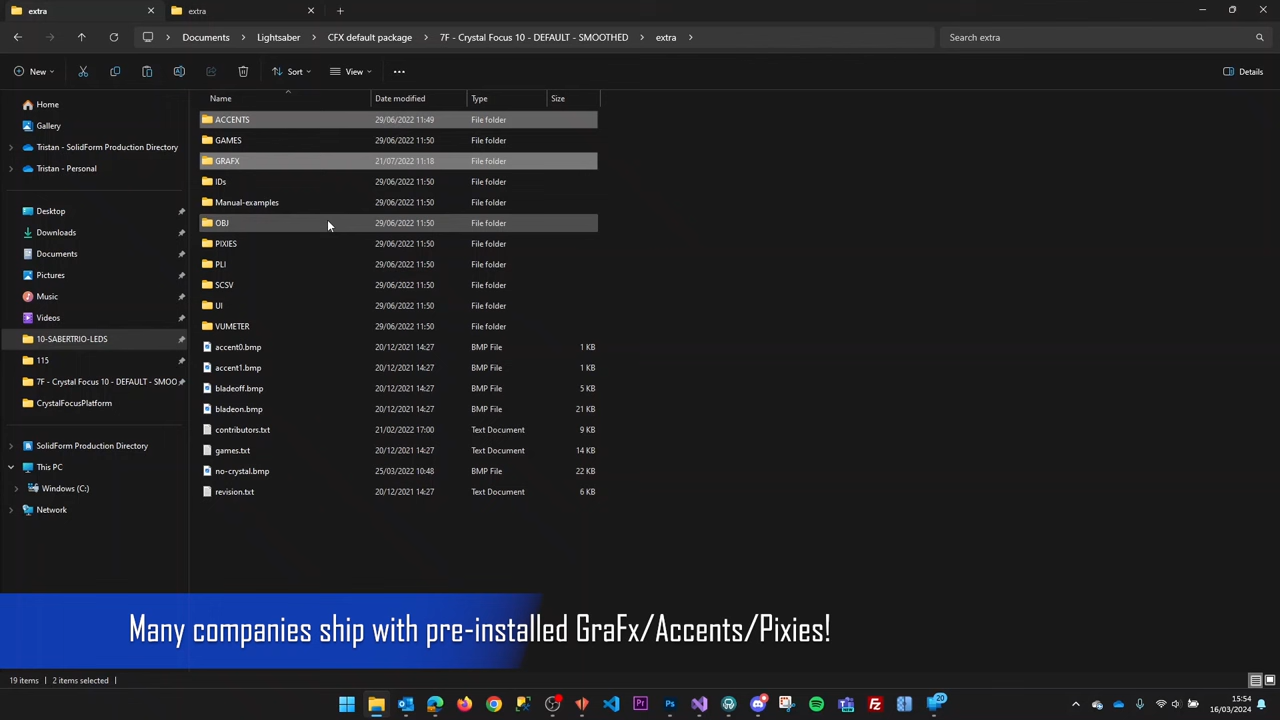 extra
extra
Documents > Lightsaber > CFX default package > 7F - Crystal Focus 10 - DEFAULT - SMOOTHED > extra >
Search extra
New
Sort
View
Details
Name Date modified Type Size
Home
Gallery
Tristan - SolidForm Production Directory
Tristan - Personal
Desktop
Downloads
Documents
Pictures
Music
Videos
10-SABERTRIO-LEDS
115
7F - Crystal Focus 10 - DEFAULT - SMOO
CrystalFocusPlatform
SolidForm Production Directory
This PC
Windows (C:)
Network
ACCENTS 29/06/2022 11:49 File folder
GAMES 29/06/2022 11:50 File folder
GRAFX 21/07/2022 11:18 File folder
IDs 29/06/2022 11:50 File folder
Manual-examples 29/06/2022 11:50 File folder
OBJ 29/06/2022 11:50 File folder
PIXIES 29/06/2022 11:50 File folder
PLI 29/06/2022 11:50 File folder
SCSV 29/06/2022 11:50 File folder
UI 29/06/2022 11:50 File folder
VUMETER 29/06/2022 11:50 File folder
accent0.bmp 20/12/2021 14:27 BMP File 1 KB
accent1.bmp 20/12/2021 14:27 BMP File 1 KB
bladeoff.bmp 20/12/2021 14:27 BMP File 5 KB
bladeon.bmp 20/12/2021 14:27 BMP File 21 KB
contributors.txt 21/02/2022 17:00 Text Document 9 KB
games.txt 20/12/2021 14:27 Text Document 14 KB
no-crystal.bmp 25/03/2022 10:48 BMP File 22 KB
revision.txt 20/12/2021 14:27 Text Document 6 KB
Many companies ship with pre-installed GraFx/Accents/Pixies!
19 items 2 items selected
20
15:54
16/03/2024